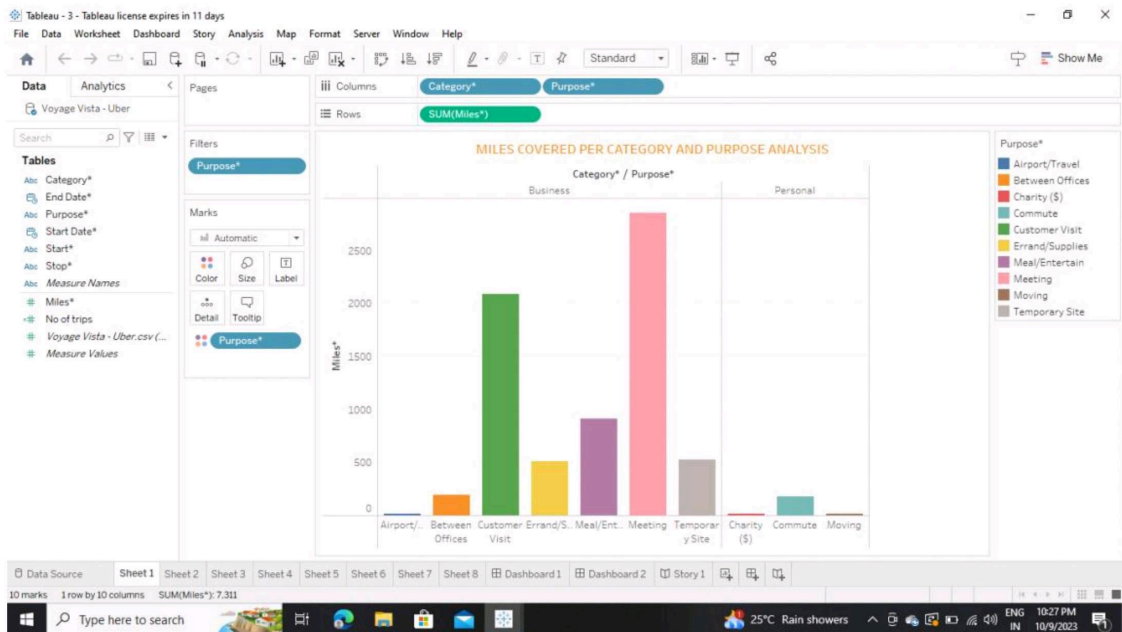 Tableau - 3 - Tableau license expires in 11 days
File Data Worksheet Dashboard Story Analysis Map Format Server Window Help
Standard
Show Me
Data Analytics
Voyage Vista - Uber
Search
Tables
Abc Category*
End Date*
Abc Purpose*
Start Date*
Abc Start*
Abc Stop*
Abc Measure Names
# Miles*
=# No of trips
# Voyage Vista - Uber.csv (...
# Measure Values
Pages
Filters
Purpose*
Marks
Automatic
Color Size Label
Detail Tooltip
Purpose*
Columns Category* Purpose*
Rows SUM(Miles*)
MILES COVERED PER CATEGORY AND PURPOSE ANALYSIS
Category* / Purpose*
Business Personal
Miles*
2500
2000
1500
1000
500
0
Airport/.. Between Offices Customer Visit Errand/S.. Meal/Ent.. Meeting Temporary Site Charity ($) Commute Moving
Purpose*
Airport/Travel
Between Offices
Charity ($)
Commute
Customer Visit
Errand/Supplies
Meal/Entertain
Meeting
Moving
Temporary Site
Data Source Sheet 1 Sheet 2 Sheet 3 Sheet 4 Sheet 5 Sheet 6 Sheet 7 Sheet 8 Dashboard 1 Dashboard 2 Story 1
10 marks 1 row by 10 columns SUM(Miles*): 7,311
Type here to search
25°C Rain showers
ENG
IN
10:27 PM
10/9/2023